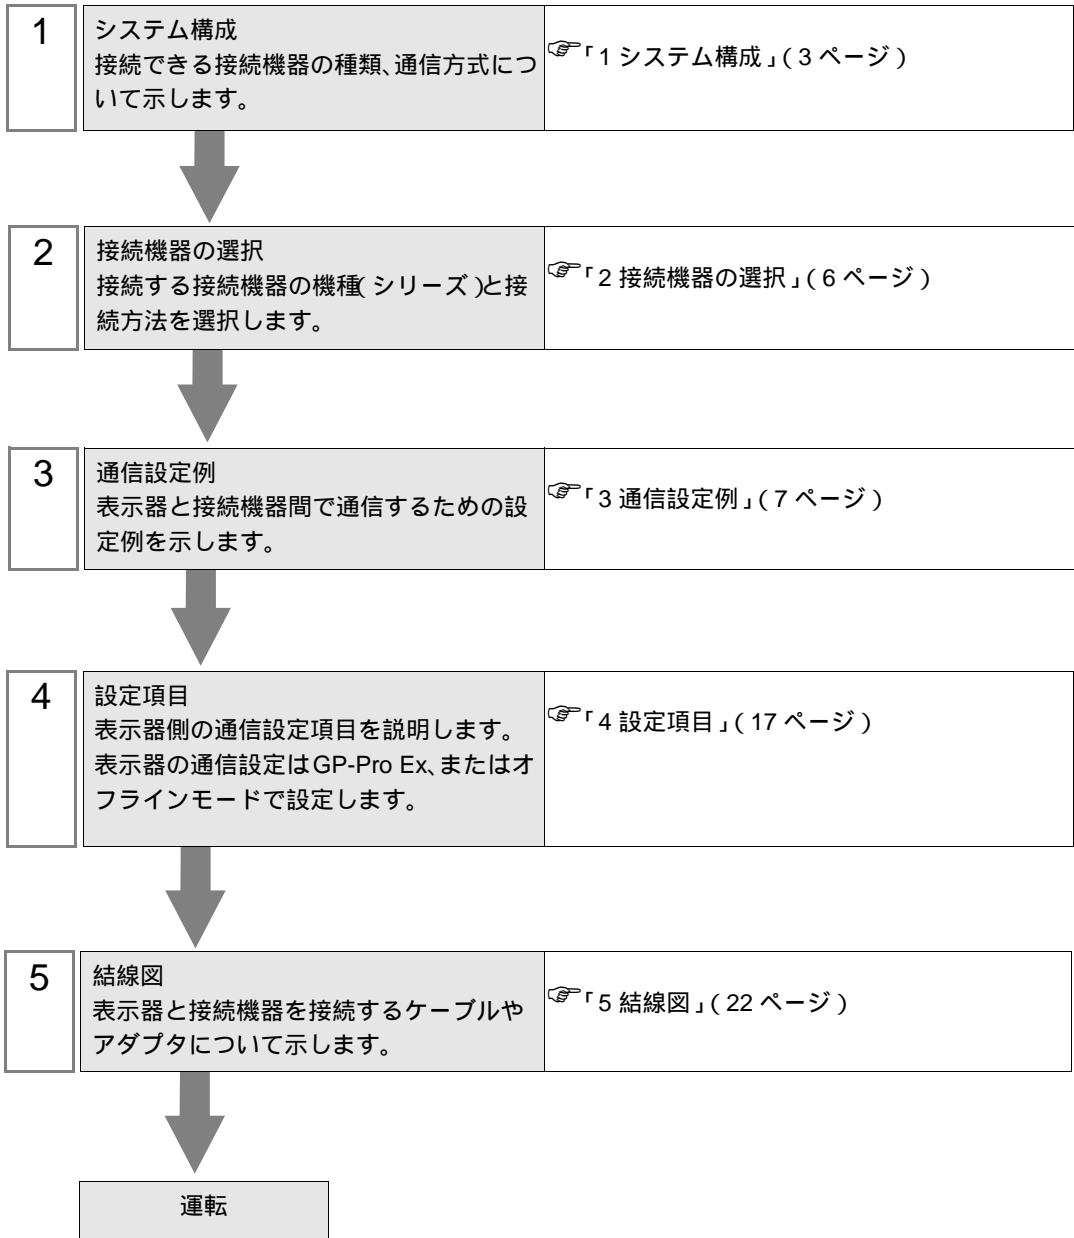 1
システム構成
接続できる接続機器の種類、通信方式につ
いて示します。
☞「1 システム構成」(3 ページ)
2
接続機器の選択
接続する接続機器の機種(シリーズ)と接
続方法を選択します。
☞「2 接続機器の選択」(6 ページ)
3
通信設定例
表示器と接続機器間で通信するための設
定例を示します。
☞「3 通信設定例」(7 ページ)
4
設定項目
表示器側の通信設定項目を説明します。
表示器の通信設定はGP-Pro Ex、またはオ
フラインモードで設定します。
☞「4 設定項目」(17 ページ)
5
結線図
表示器と接続機器を接続するケーブルや
アダプタについて示します。
☞「5 結線図」(22 ページ)
運転